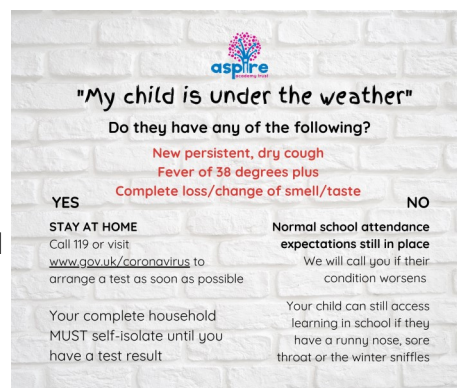 aspire
academy trust
"My child is under the weather"
Do they have any of the following?
New persistent, dry cough
Fever of 38 degrees plus
Complete loss/change of smell/taste
YES
STAY AT HOME
Call 119 or visit
www.gov.uk/coronavirus to
arrange a test as soon as possible
Your complete household
MUST self-isolate until you
have a test result
NO
Normal school attendance
expectations still in place
We will call you if their
condition worsens
Your child can still access
learning in school if they
have a runny nose, sore
throat or the winter sniffles